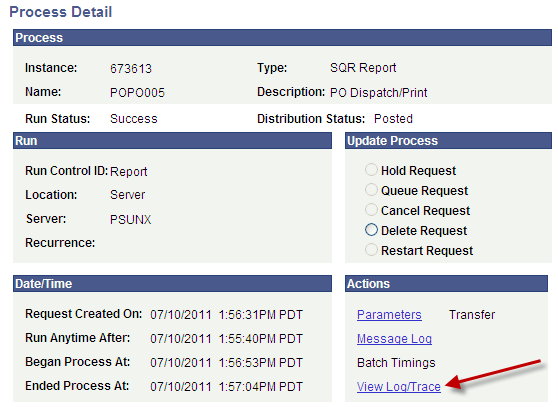 Process Detail
Process
Instance: 673613 Type: SQR Report
Name: POPO005 Description: PO Dispatch/Print
Run Status: Success Distribution Status: Posted
Run
Run Control ID: Report
Location: Server
Server: PSUNX
Recurrence:
Update Process
Hold Request
Queue Request
Cancel Request
Delete Request
Restart Request
Date/Time
Request Created On: 07/10/2011 1:56:31PM PDT
Run Anytime After: 07/10/2011 1:55:40PM PDT
Began Process At: 07/10/2011 1:56:53PM PDT
Ended Process At: 07/10/2011 1:57:04PM PDT
Actions
Parameters Transfer
Message Log
Batch Timings
View Log/Trace